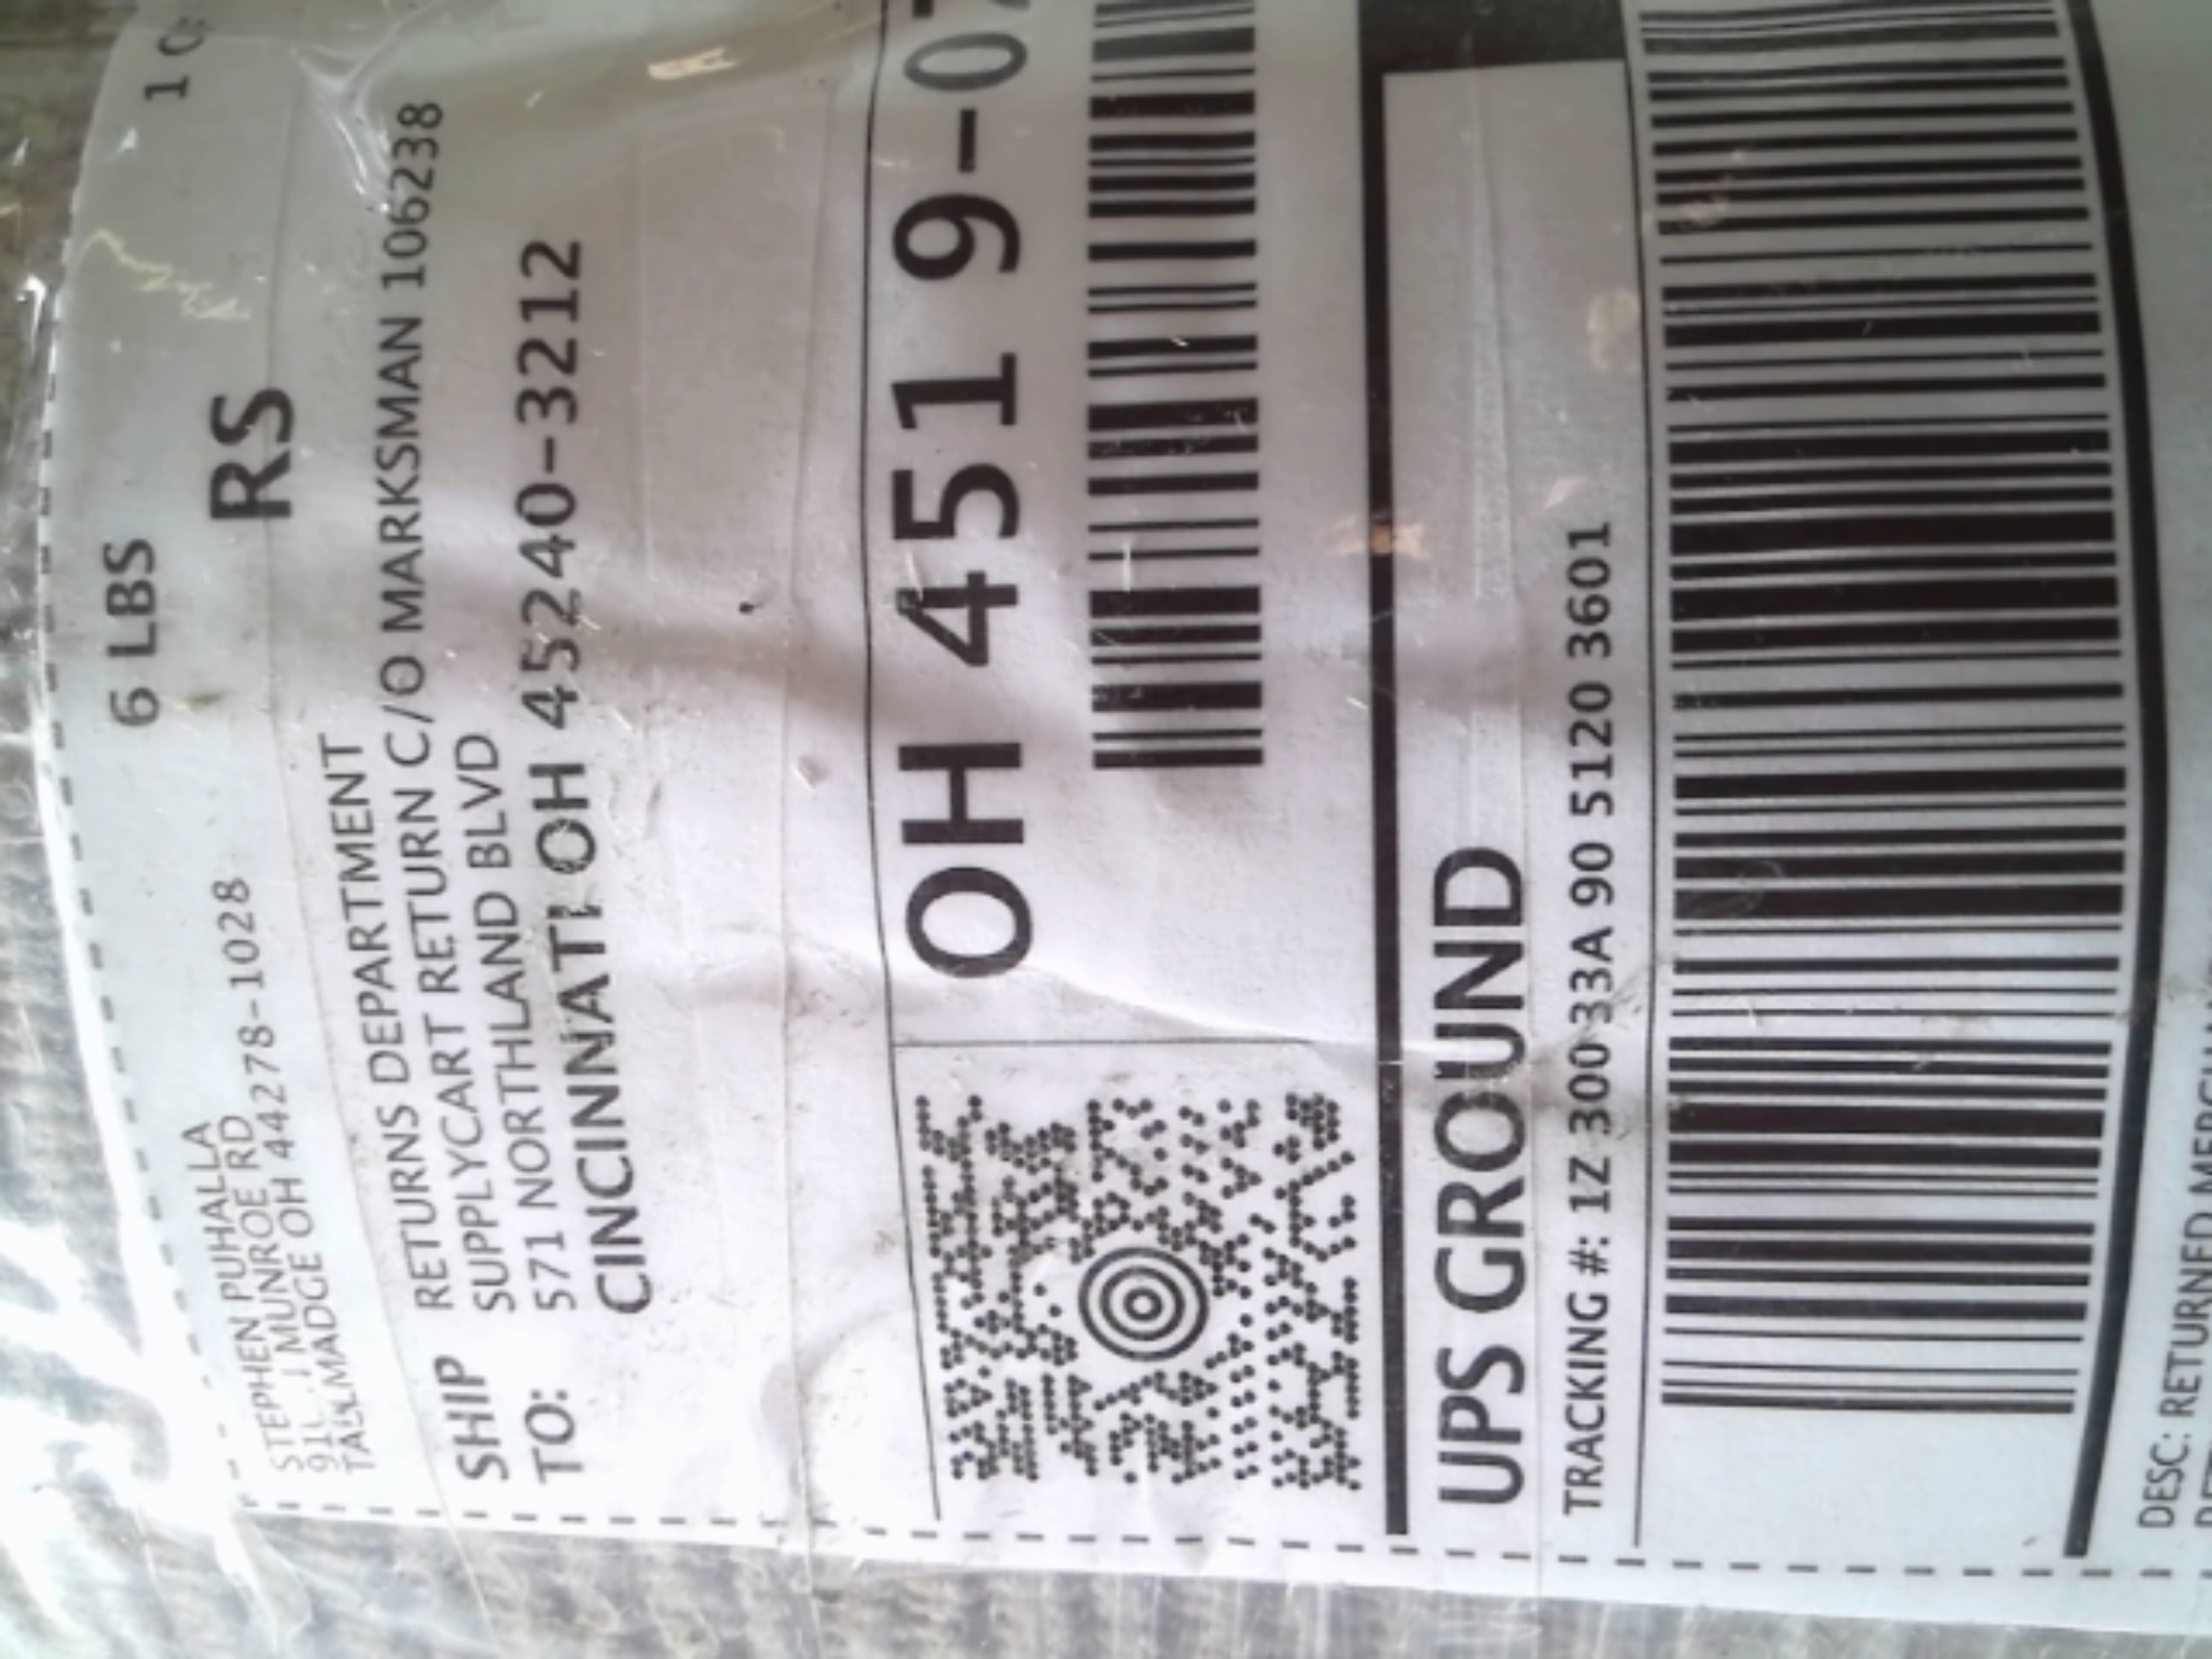 6 LBS
1
RS
STEPHEN PUHALLA
MUNROE RD
TALLMADGE OH 44278-1028
SHIP TO:
RETURNS DEPARTMENT
SUPPLYCART RETURN C/O MARKSMAN 106238
571 NORTHLAND BLVD
CINCINNATI OH 45240-3212
OH 451 9-07
UPS GROUND
TRACKING #: 1Z 300 33A 90 5120 3601
DESC: RETURNED